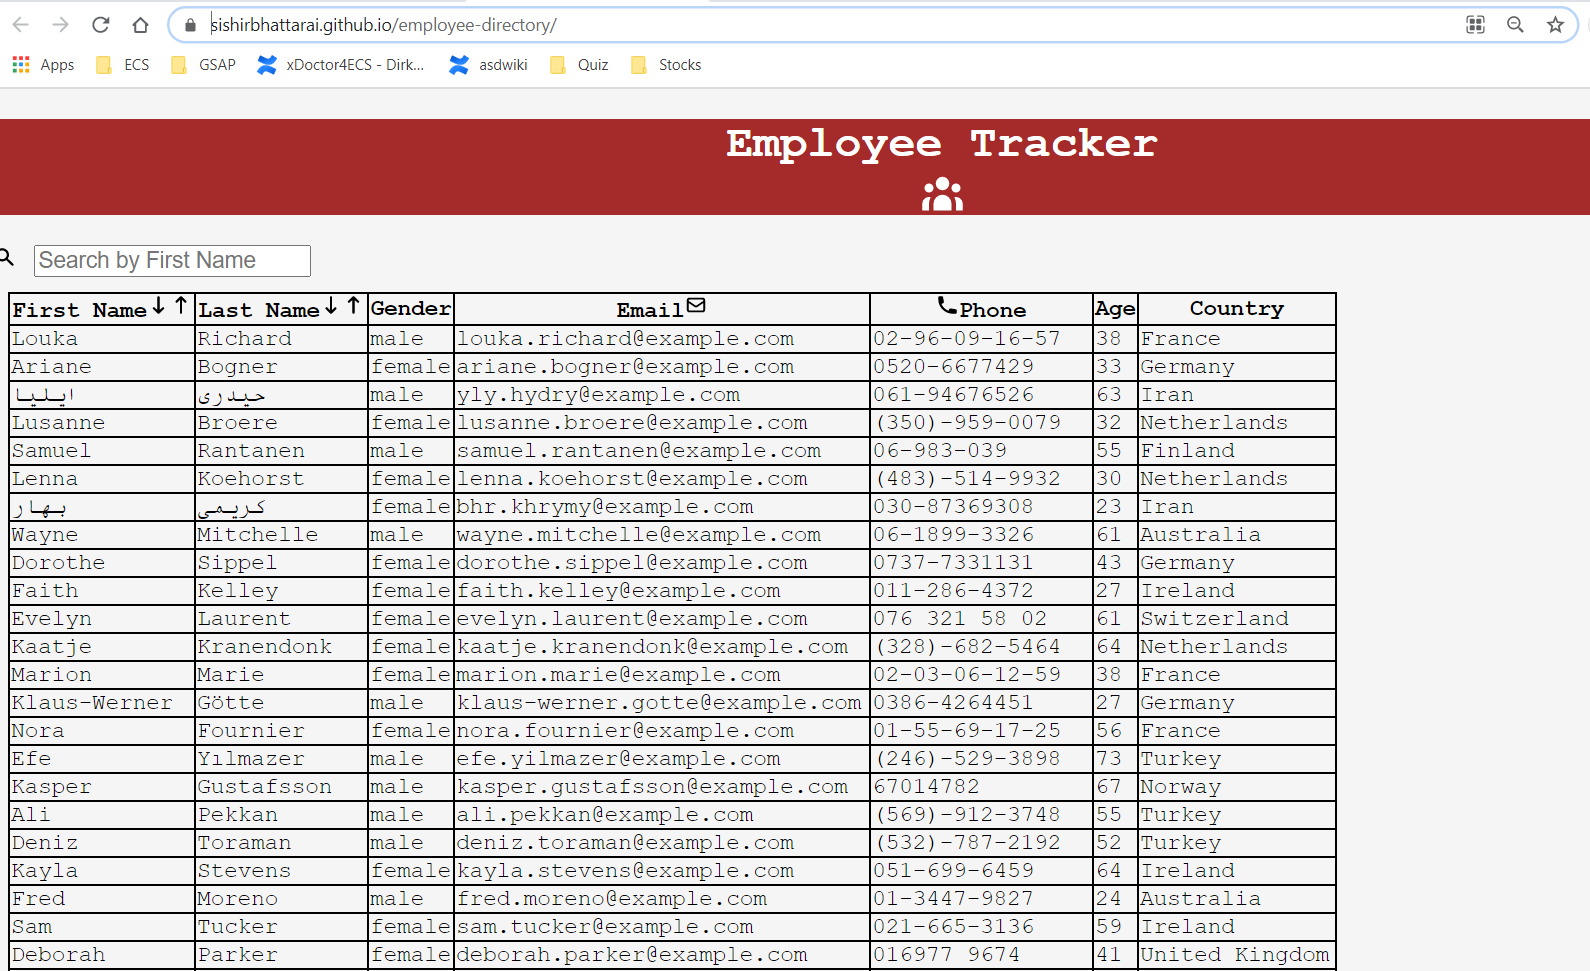 sishirbhattarai.github.io/employee-directory/
Apps ECS GSAP xDoctor4ECS - Dirk... asdwiki Quiz Stocks
Employee Tracker
Search by First Name
First Name Last Name Gender Email Phone Age Country
Louka Richard male louka.richard@example.com 02-96-09-16-57 38 France
Ariane Bogner female ariane.bogner@example.com 0520-6677429 33 Germany
ایلیا حیدری male yly.hydry@example.com 061-94676526 63 Iran
Lusanne Broere female lusanne.broere@example.com (350)-959-0079 32 Netherlands
Samuel Rantanen male samuel.rantanen@example.com 06-983-039 55 Finland
Lenna Koehorst female lenna.koehorst@example.com (483)-514-9932 30 Netherlands
بهار کریمی female bhr.khrymy@example.com 030-87369308 23 Iran
Wayne Mitchelle male wayne.mitchelle@example.com 06-1899-3326 61 Australia
Dorothe Sippel female dorothe.sippel@example.com 0737-7331131 43 Germany
Faith Kelley female faith.kelley@example.com 011-286-4372 27 Ireland
Evelyn Laurent female evelyn.laurent@example.com 076 321 58 02 61 Switzerland
Kaatje Kranendonk female kaatje.kranendonk@example.com (328)-682-5464 64 Netherlands
Marion Marie female marion.marie@example.com 02-03-06-12-59 38 France
Klaus-Werner Götte male klaus-werner.gotte@example.com 0386-4264451 27 Germany
Nora Fournier female nora.fournier@example.com 01-55-69-17-25 56 France
Efe Yılmazer male efe.yilmazer@example.com (246)-529-3898 73 Turkey
Kasper Gustafsson male kasper.gustafsson@example.com 67014782 67 Norway
Ali Pekkan male ali.pekkan@example.com (569)-912-3748 55 Turkey
Deniz Toraman male deniz.toraman@example.com (532)-787-2192 52 Turkey
Kayla Stevens female kayla.stevens@example.com 051-699-6459 64 Ireland
Fred Moreno male fred.moreno@example.com 01-3447-9827 24 Australia
Sam Tucker female sam.tucker@example.com 021-665-3136 59 Ireland
Deborah Parker female deborah.parker@example.com 016977 9674 41 United Kingdom